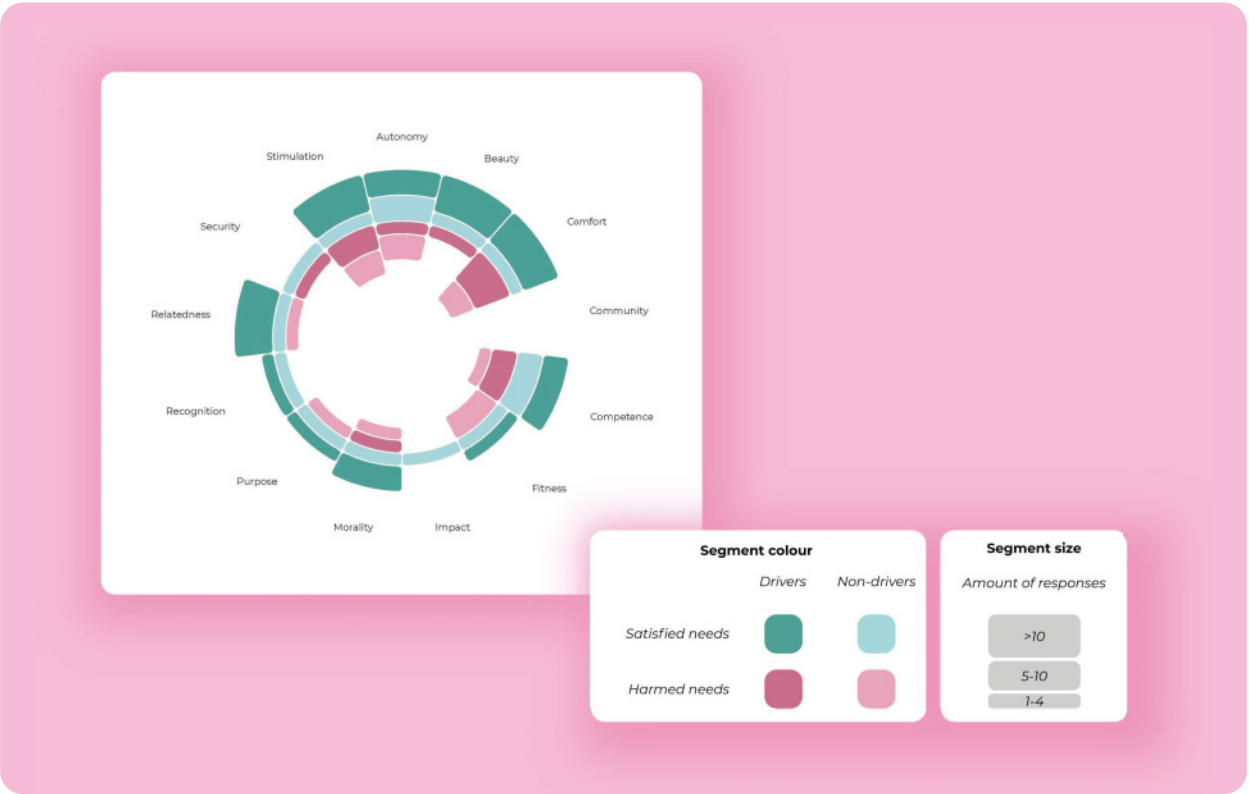 Autonomy
Stimulation
Beauty
Security
Comfort
Relatedness
Community
Recognition
Competence
Purpose
Fitness
Morality
Impact
Segment colour
Drivers
Non-drivers
Satisfied needs
Harmed needs
Segment size
Amount of responses
>10
5-10
1-4